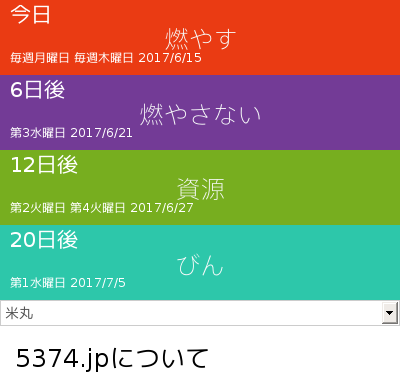 今日
燃やす
毎週月曜日 毎週木曜日 2017/6/15
6日後
燃やさない
第3水曜日 2017/6/21
12日後
資源
第2火曜日 第4火曜日 2017/6/27
20日後
びん
第1水曜日 2017/7/5
米丸
5374.jpについて